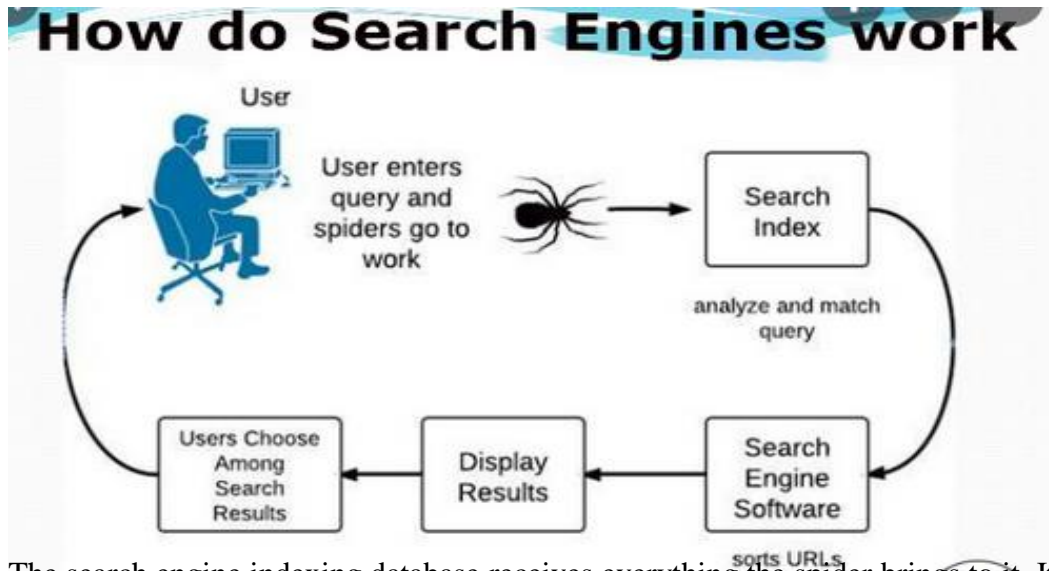 How do Search Engines work
User
User enters
query and
spiders go to
work
Search
Index
analyze and match
query
Search
Engine
Software
sorts URLs
Display
Results
Users Choose
Among
Search
Results
The search engine indexing database receives everything the spider brings to it.